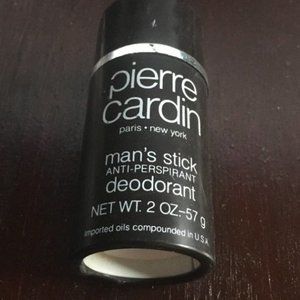 pierre
cardin
paris • new york
man's stick
ANTI-PERSPIRANT
deodorant
NET WT. 2 OZ.-57 g
imported oils compounded in U.S.A.